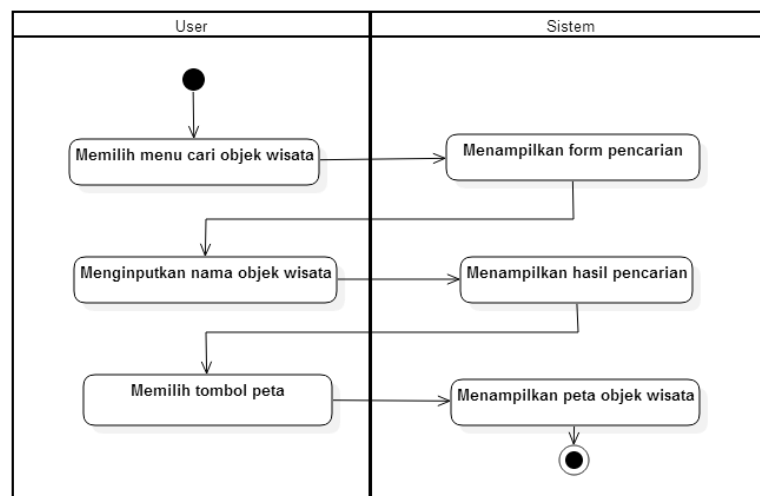 User
Sistem
Memilih menu cari objek wisata
Menampilkan form pencarian
Menginputkan nama objek wisata
Menampilkan hasil pencarian
Memilih tombol peta
Menampilkan peta objek wisata